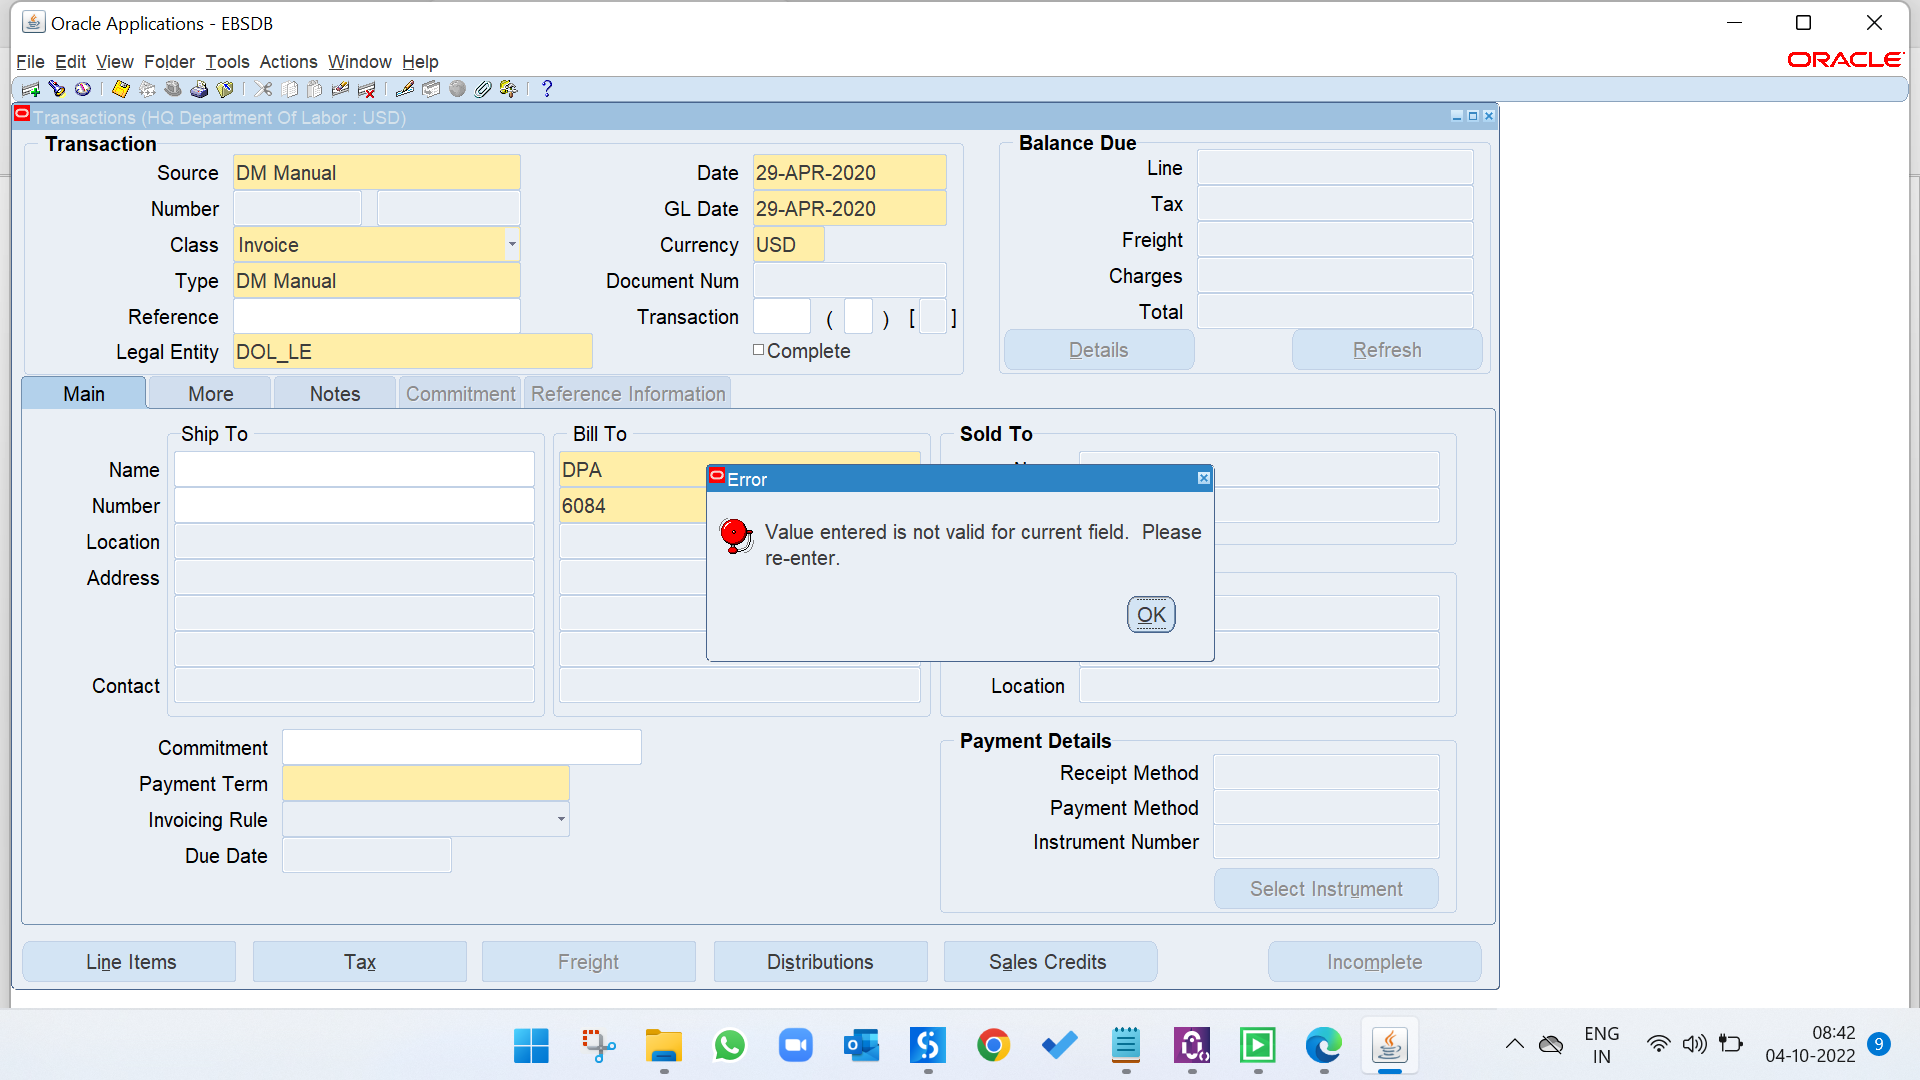 Oracle Applications - EBSDB
File Edit View Folder Tools Actions Window Help
ORACLE
Transactions (HQ Department Of Labor : USD)
Transaction
Source DM Manual
Number
Class Invoice
Type DM Manual
Reference
Legal Entity DOL_LE
Date 29-APR-2020
GL Date 29-APR-2020
Currency USD
Document Num
Transaction ( ) [ ]
Complete
Balance Due
Line
Tax
Freight
Charges
Total
Details Refresh
Main More Notes Commitment Reference Information
Ship To
Name
Number
Location
Address
Contact
Bill To
DPA
6084
Sold To
Location
Error
Value entered is not valid for current field. Please
re-enter.
OK
Commitment
Payment Term
Invoicing Rule
Due Date
Payment Details
Receipt Method
Payment Method
Instrument Number
Select Instrument
Line Items Tax Freight Distributions Sales Credits Incomplete
ENG
IN
08:42
04-10-2022
9